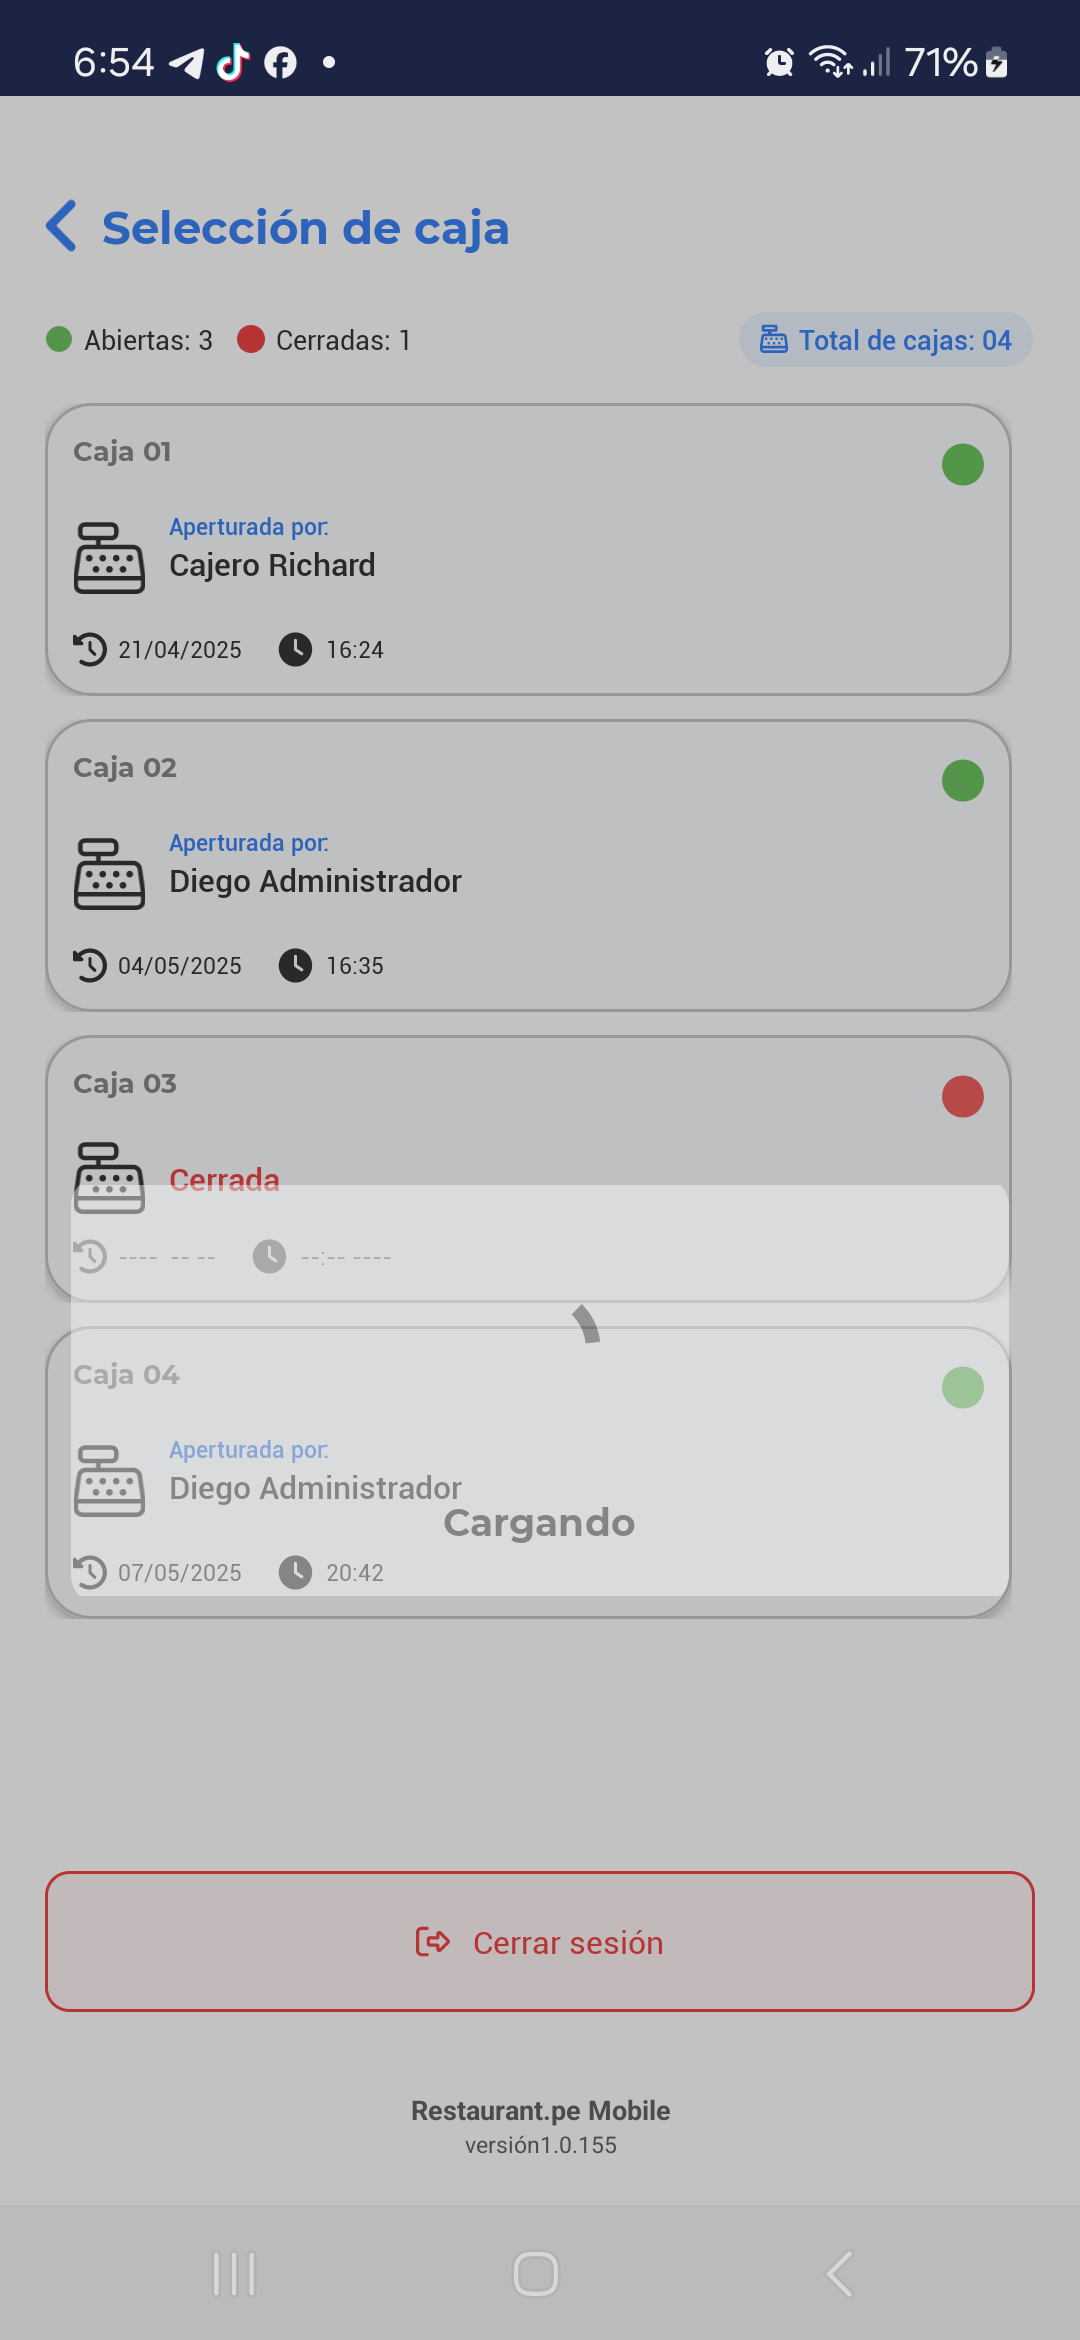 6:54
71%
Selección de caja
Abiertas: 3 Cerradas: 1 Total de cajas: 04
Caja 01
Aperturada por:
Cajero Richard
21/04/2025 16:24
Caja 02
Aperturada por:
Diego Administrador
04/05/2025 16:35
Caja 03
Cerrada
---- -- -- --:-- ----
Caja 04
Aperturada por:
Diego Administrador
Cargando
07/05/2025 20:42
Cerrar sesión
Restaurant.pe Mobile
versión1.0.155